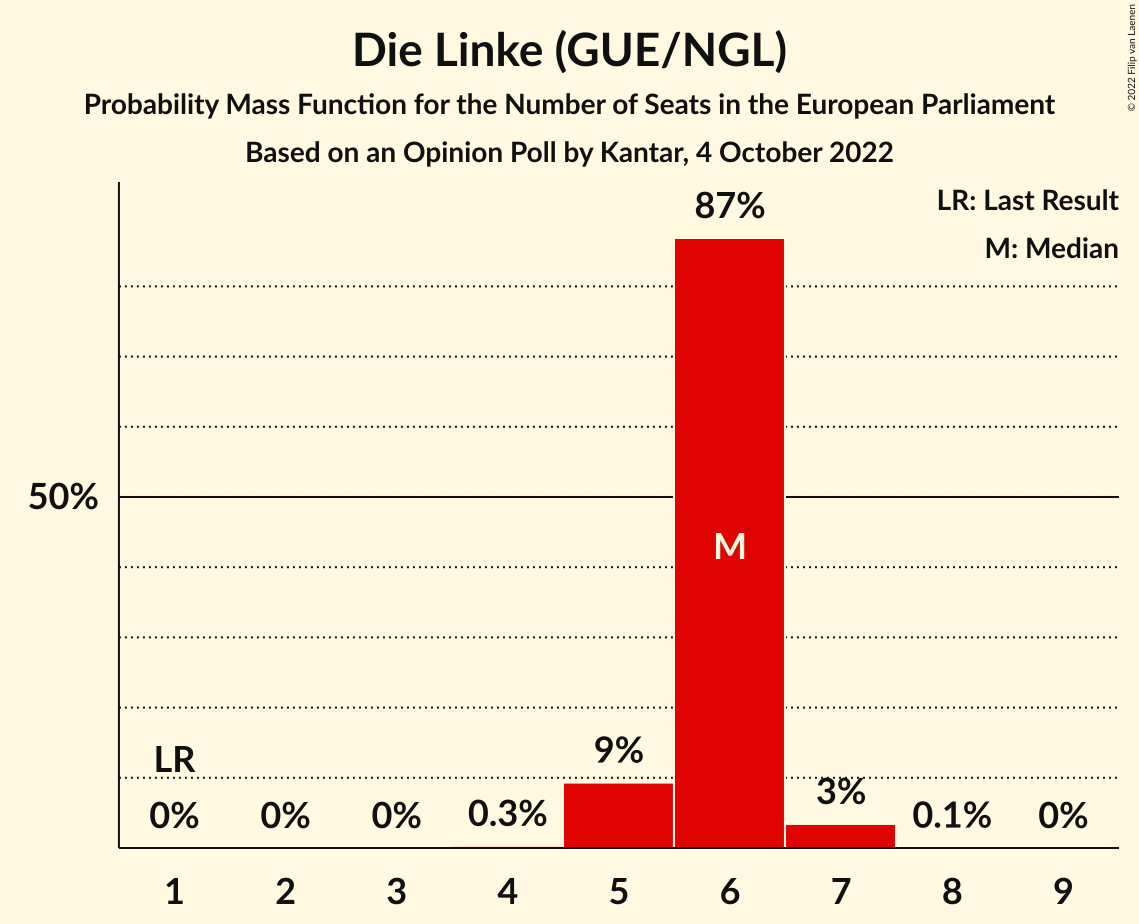 Die Linke (GUE/NGL)
Probability Mass Function for the Number of Seats in the European Parliament
Based on an Opinion Poll by Kantar, 4 October 2022
© 2022 Filip van Laenen
LR: Last Result
M: Median
87%
50%
M
LR
9%
3%
0% 0% 0% 0.3% 0.1% 0%
1 2 3 4 5 6 7 8 9